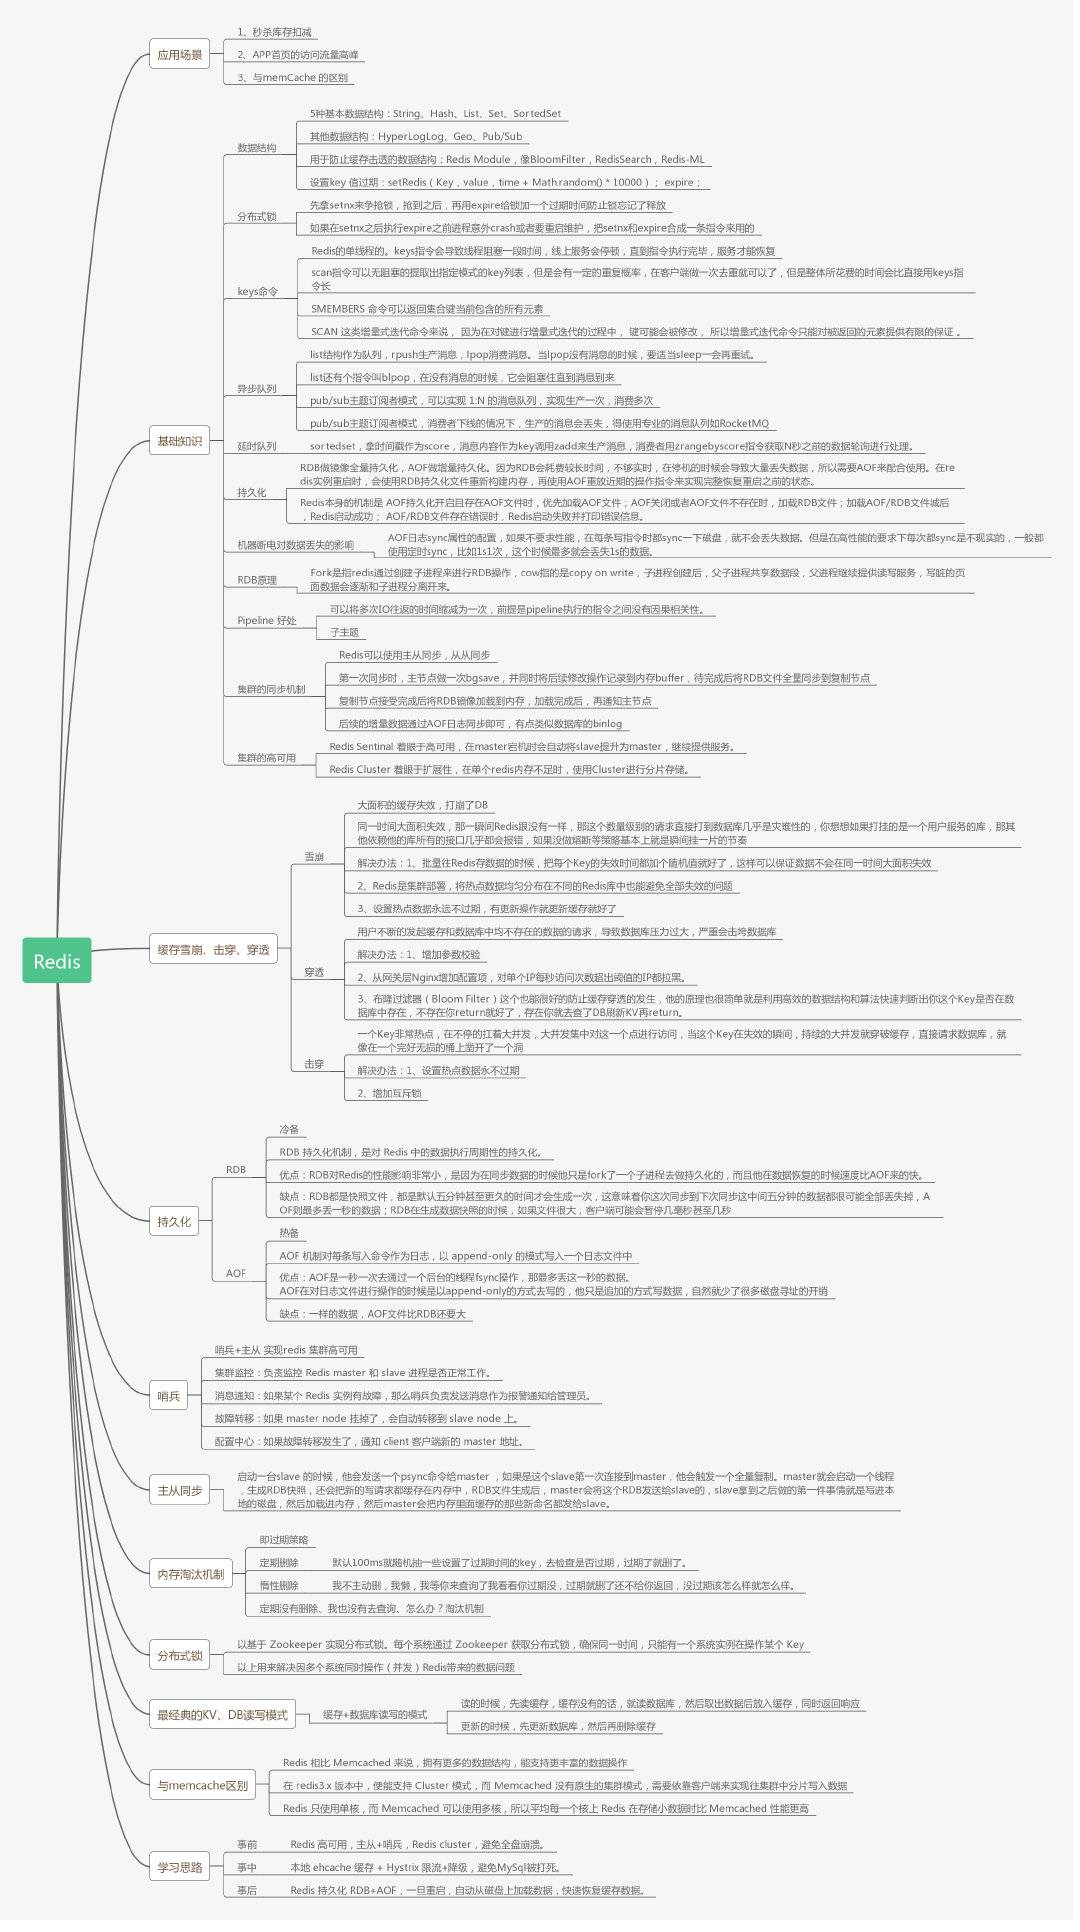 应用场景
1、秒杀库存扣减
2、APP首页的访问流量高峰
3、与memCache 的区别
基础知识
数据结构
5种基本数据结构：String、Hash、List、Set、SortedSet
其他数据结构：HyperLogLog、Geo、Pub/Sub
用于防止缓存击透的数据结构：Redis Module，像BloomFilter，RedisSearch，Redis-ML
设置key 值过期：setRedis（Key，value，time + Math.random() * 10000）； expire；
分布式锁
先拿setnx来争抢锁，抢到之后，再用expire给锁加一个过期时间防止锁忘记了释放
如果在setnx之后执行expire之前进程意外crash或者要重启维护，把setnx和expire合成一条指令来用的
keys命令
Redis的单线程的。keys指令会导致线程阻塞一段时间，线上服务会停顿，直到指令执行完毕，服务才能恢复
scan指令可以无阻塞的提取出指定模式的key列表，但是会有一定的重复概率，在客户端做一次去重就可以了，但是整体所花费的时间会比直接用keys指
令长
SMEMBERS 命令可以返回集合键当前包含的所有元素
SCAN 这类增量式迭代命令来说， 因为在对键进行增量式迭代的过程中， 键可能会被修改， 所以增量式迭代命令只能对被返回的元素提供有限的保证 。
异步队列
list结构作为队列，rpush生产消息，lpop消费消息。当lpop没有消息的时候，要适当sleep一会再重试。
list还有个指令叫blpop，在没有消息的时候，它会阻塞住直到消息到来
pub/sub主题订阅者模式，可以实现 1:N 的消息队列，实现生产一次，消费多次
pub/sub主题订阅者模式，消费者下线的情况下，生产的消息会丢失，得使用专业的消息队列如RocketMQ
延时队列
sortedset，拿时间戳作为score，消息内容作为key调用zadd来生产消息，消费者用zrangebyscore指令获取N秒之前的数据轮询进行处理。
持久化
RDB做镜像全量持久化，AOF做增量持久化。因为RDB会耗费较长时间，不够实时，在停机的时候会导致大量丢失数据，所以需要AOF来配合使用。在re
dis实例重启时，会使用RDB持久化文件重新构建内存，再使用AOF重放近期的操作指令来实现完整恢复重启之前的状态。
Redis本身的机制是 AOF持久化开启且存在AOF文件时，优先加载AOF文件；AOF关闭或者AOF文件不存在时，加载RDB文件；加载AOF/RDB文件城后
，Redis启动成功； AOF/RDB文件存在错误时，Redis启动失败并打印错误信息。
机器断电对数据丢失的影响
AOF日志sync属性的配置，如果不要求性能，在每条写指令时都sync一下磁盘，就不会丢失数据。但是在高性能的要求下每次都sync是不现实的，一般都
使用定时sync，比如1s1次，这个时候最多就会丢失1s的数据。
RDB原理
Fork是指redis通过创建子进程来进行RDB操作，cow指的是copy on write，子进程创建后，父子进程共享数据段，父进程继续提供读写服务，写脏的页
面数据会逐渐和子进程分离开来。
Pipeline 好处
可以将多次IO往返的时间缩减为一次，前提是pipeline执行的指令之间没有因果相关性。
子主题
集群的同步机制
Redis可以使用主从同步，从从同步
第一次同步时，主节点做一次bgsave，并同时将后续修改操作记录到内存buffer，待完成后将RDB文件全量同步到复制节点
复制节点接受完成后将RDB镜像加载到内存，加载完成后，再通知主节点
后续的增量数据通过AOF日志同步即可，有点类似数据库的binlog
集群的高可用
Redis Sentinal 着眼于高可用，在master宕机时会自动将slave提升为master，继续提供服务。
Redis Cluster 着眼于扩展性，在单个redis内存不足时，使用Cluster进行分片存储。
Redis
缓存雪崩、击穿、穿透
雪崩
大面积的缓存失效，打崩了DB
同一时间大面积失效，那一瞬间Redis跟没有一样，那这个数量级别的请求直接打到数据库几乎是灾难性的，你想想如果打挂的是一个用户服务的库，那其
他依赖他的库所有的接口几乎都会报错，如果没做熔断等策略基本上就是瞬间挂一片的节奏
解决办法：1、批量往Redis存数据的时候，把每个Key的失效时间都加个随机值就好了，这样可以保证数据不会在同一时间大面积失效
2、Redis是集群部署，将热点数据均匀分布在不同的Redis库中也能避免全部失效的问题
3、设置热点数据永远不过期，有更新操作就更新缓存就好了
穿透
用户不断的发起缓存和数据库中均不存在的数据的请求，导致数据库压力过大，严重会击垮数据库
解决办法：1、增加参数校验
2、从网关层Nginx增加配置项，对单个IP每秒访问次数超出阈值的IP都拉黑。
3、布隆过滤器（Bloom Filter）这个也能很好的防止缓存穿透的发生，他的原理也很简单就是利用高效的数据结构和算法快速判断出你这个Key是否在数
据库中存在，不存在你return就好了，存在你就去查了DB刷新KV再return。
击穿
一个Key非常热点，在不停的扛着大并发，大并发集中对这一个点进行访问，当这个Key在失效的瞬间，持续的大并发就穿破缓存，直接请求数据库，就
像在一个完好无损的桶上凿开了一个洞
解决办法：1、设置热点数据永不过期
2、增加互斥锁
持久化
RDB
冷备
RDB 持久化机制，是对 Redis 中的数据执行周期性的持久化。
优点：RDB对Redis的性能影响非常小，是因为在同步数据的时候他只是fork了一个子进程去做持久化的，而且他在数据恢复的时候速度比AOF来的快。
缺点：RDB都是快照文件，都是默认五分钟甚至更久的时间才会生成一次，这意味着你这次同步到下次同步这中间五分钟的数据都很可能全部丢失掉，A
OF则最多丢一秒的数据；RDB在生成数据快照的时候，如果文件很大，客户端可能会暂停几毫秒甚至几秒
AOF
热备
AOF 机制对每条写入命令作为日志，以 append-only 的模式写入一个日志文件中
优点：AOF是一秒一次去通过一个后台的线程fsync操作，那最多丢这一秒的数据。
AOF在对日志文件进行操作的时候是以append-only的方式去写的，他只是追加的方式写数据，自然就少了很多磁盘寻址的开销
缺点：一样的数据，AOF文件比RDB还要大
哨兵
哨兵+主从 实现redis 集群高可用
集群监控：负责监控 Redis master 和 slave 进程是否正常工作。
消息通知：如果某个 Redis 实例有故障，那么哨兵负责发送消息作为报警通知给管理员。
故障转移：如果 master node 挂掉了，会自动转移到 slave node 上。
配置中心：如果故障转移发生了，通知 client 客户端新的 master 地址。
主从同步
启动一台slave 的时候，他会发送一个psync命令给master ，如果是这个slave第一次连接到master，他会触发一个全量复制。master就会启动一个线程
，生成RDB快照，还会把新的写请求都缓存在内存中，RDB文件生成后，master会将这个RDB发送给slave的，slave拿到之后做的第一件事情就是写进本
地的磁盘，然后加载进内存，然后master会把内存里面缓存的那些新命名都发给slave。
内存淘汰机制
即过期策略
定期删除
默认100ms就随机抽一些设置了过期时间的key，去检查是否过期，过期了就删了。
惰性删除
我不主动删，我懒，我等你来查询了我看看你过期没，过期就删了还不给你返回，没过期该怎么样就怎么样。
定期没有删除、我也没有去查询、怎么办？淘汰机制
分布式锁
以基于 Zookeeper 实现分布式锁。每个系统通过 Zookeeper 获取分布式锁，确保同一时间，只能有一个系统实例在操作某个 Key
以上用来解决因多个系统同时操作（并发）Redis带来的数据问题
最经典的KV、DB读写模式
缓存+数据库读写的模式
读的时候，先读缓存，缓存没有的话，就读数据库，然后取出数据后放入缓存，同时返回响应
更新的时候，先更新数据库，然后再删除缓存
与memcache区别
Redis 相比 Memcached 来说，拥有更多的数据结构，能支持更丰富的数据操作
在 redis3.x 版本中，便能支持 Cluster 模式，而 Memcached 没有原生的集群模式，需要依靠客户端来实现往集群中分片写入数据
Redis 只使用单核，而 Memcached 可以使用多核，所以平均每一个核上 Redis 在存储小数据时比 Memcached 性能更高
学习思路
事前
Redis 高可用，主从+哨兵，Redis cluster，避免全盘崩溃。
事中
本地 ehcache 缓存 + Hystrix 限流+降级，避免MySql被打死。
事后
Redis 持久化 RDB+AOF，一旦重启，自动从磁盘上加载数据，快速恢复缓存数据。